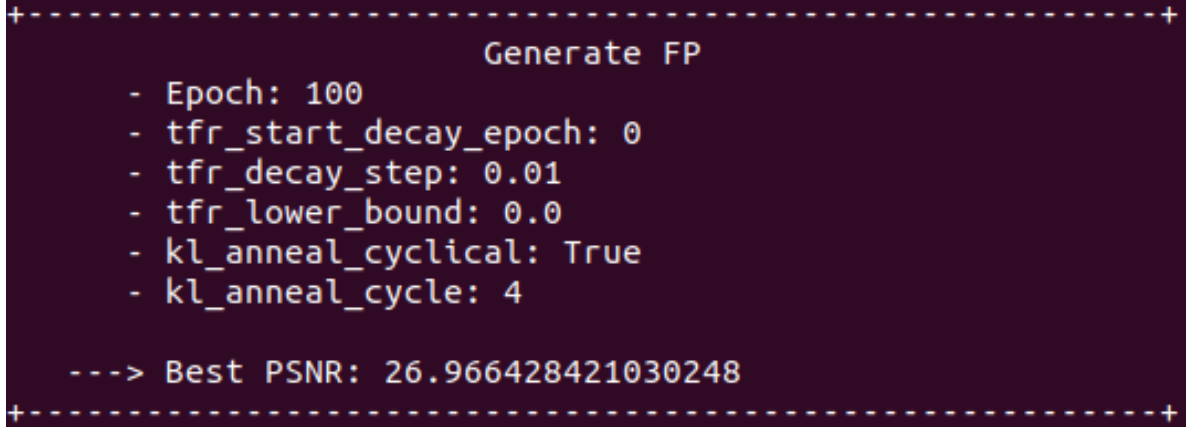 +---------------------------------------------------------+
Generate FP
- Epoch: 100
- tfr_start_decay_epoch: 0
- tfr_decay_step: 0.01
- tfr_lower_bound: 0.0
- kl_anneal_cyclical: True
- kl_anneal_cycle: 4
---> Best PSNR: 26.966428421030248
+---------------------------------------------------------+